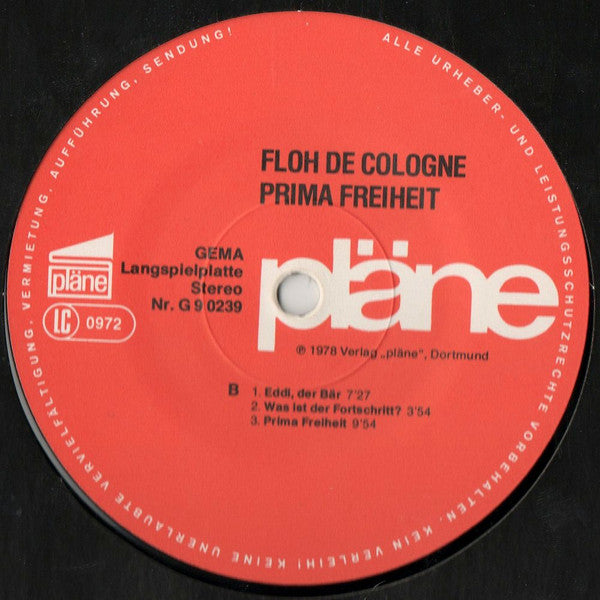 ALLE URHEBER- UND LEISTUNGSSCHUTZRECHTE VORBEHALTEN. KEIN VERLEIH! KEINE UNERLAUBTE VERVIELFÄLTIGUNG, VERMIETUNG, AUFFÜHRUNG, SENDUNG!
FLOH DE COLOGNE
PRIMA FREIHEIT
pläne
LC 0972
GEMA
Langspielplatte
Stereo
Nr. G 9 0239
pläne
℗ 1978 Verlag „pläne", Dortmund
B 1. Eddi, der Bär 7'27
2. Was ist der Fortschritt? 3'54
3. Prima Freiheit 9'54